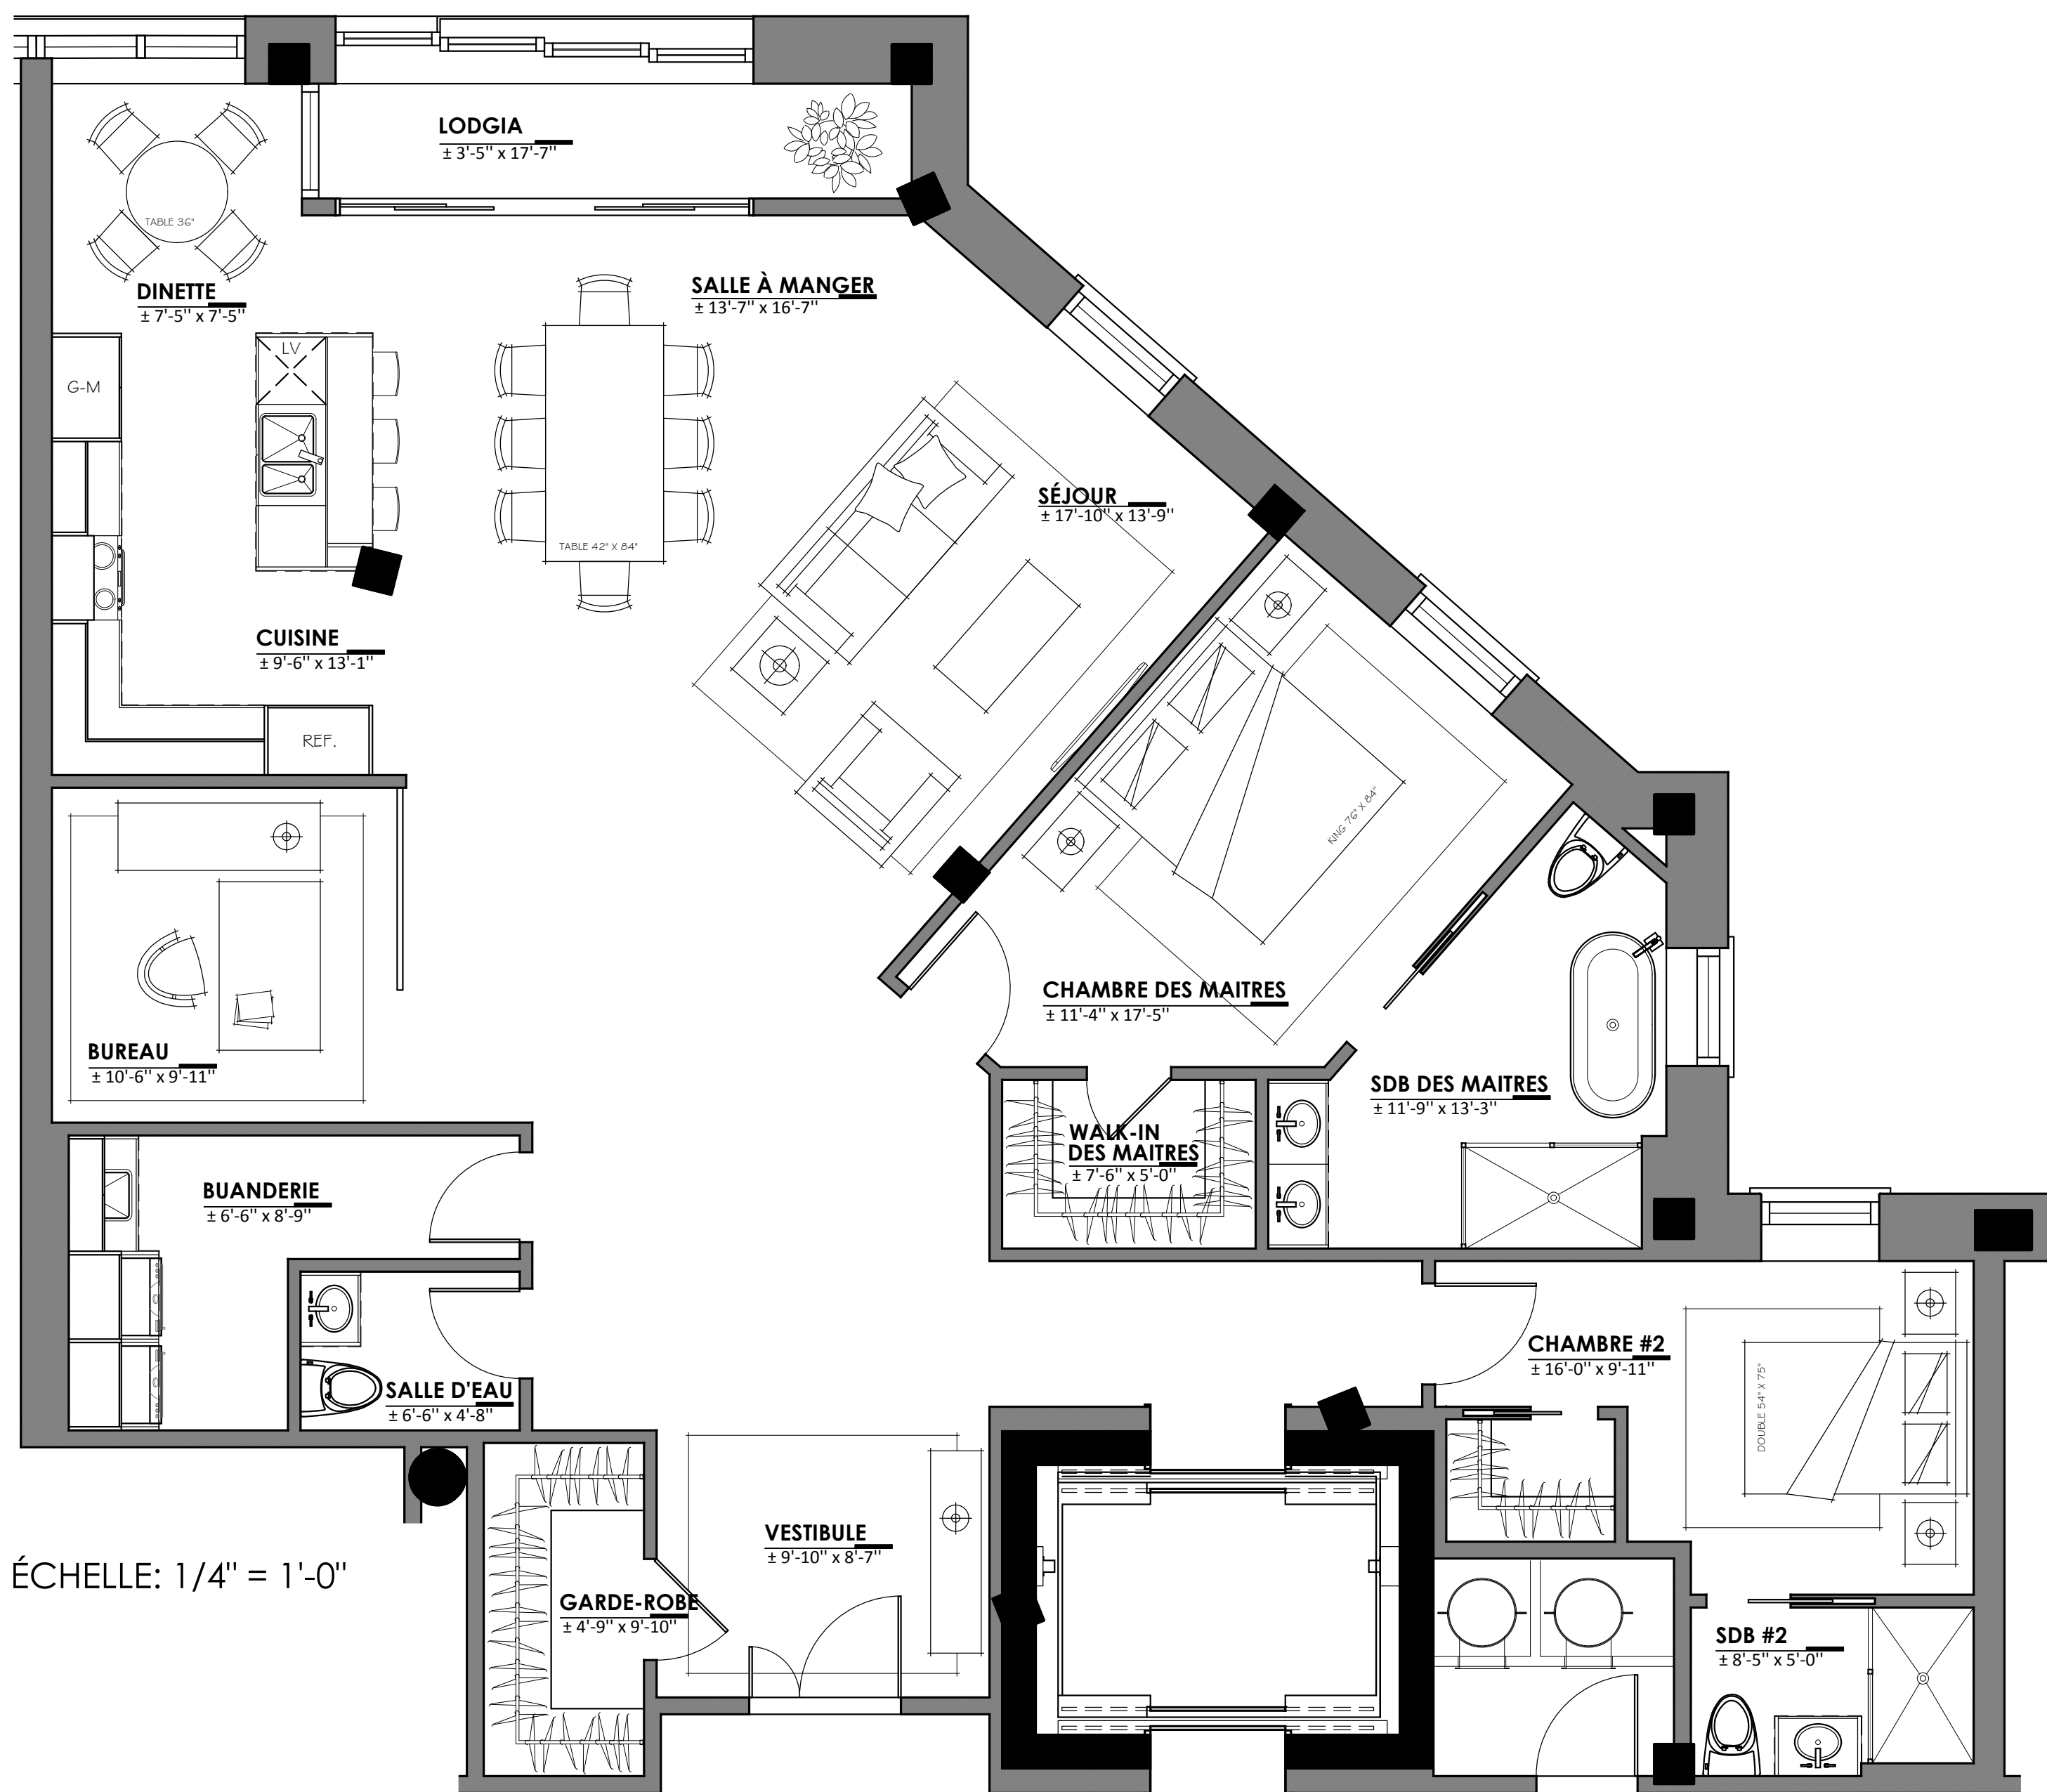 LODGIA
± 3'-5'' x 17'-7''
TABLE 36"
DINETTE
± 7'-5'' x 7'-5''
SALLE À MANGER
± 13'-7'' x 16'-7''
LV
G-M
SÉJOUR
± 17'-10'' x 13'-9''
TABLE 42" X 84"
CUISINE
± 9'-6'' x 13'-1''
REF.
KING 76" X 84"
CHAMBRE DES MAITRES
± 11'-4'' x 17'-5''
BUREAU
± 10'-6'' x 9'-11''
SDB DES MAITRES
± 11'-9'' x 13'-3''
WALK-IN
DES MAITRES
± 7'-6'' x 5'-0''
BUANDERIE
± 6'-6'' x 8'-9''
CHAMBRE #2
± 16'-0'' x 9'-11''
DOUBLE 54" X 75"
SALLE D'EAU
± 6'-6'' x 4'-8''
VESTIBULE
± 9'-10'' x 8'-7''
ÉCHELLE: 1/4" = 1'-0"
GARDE-ROBE
± 4'-9'' x 9'-10''
SDB #2
± 8'-5'' x 5'-0''